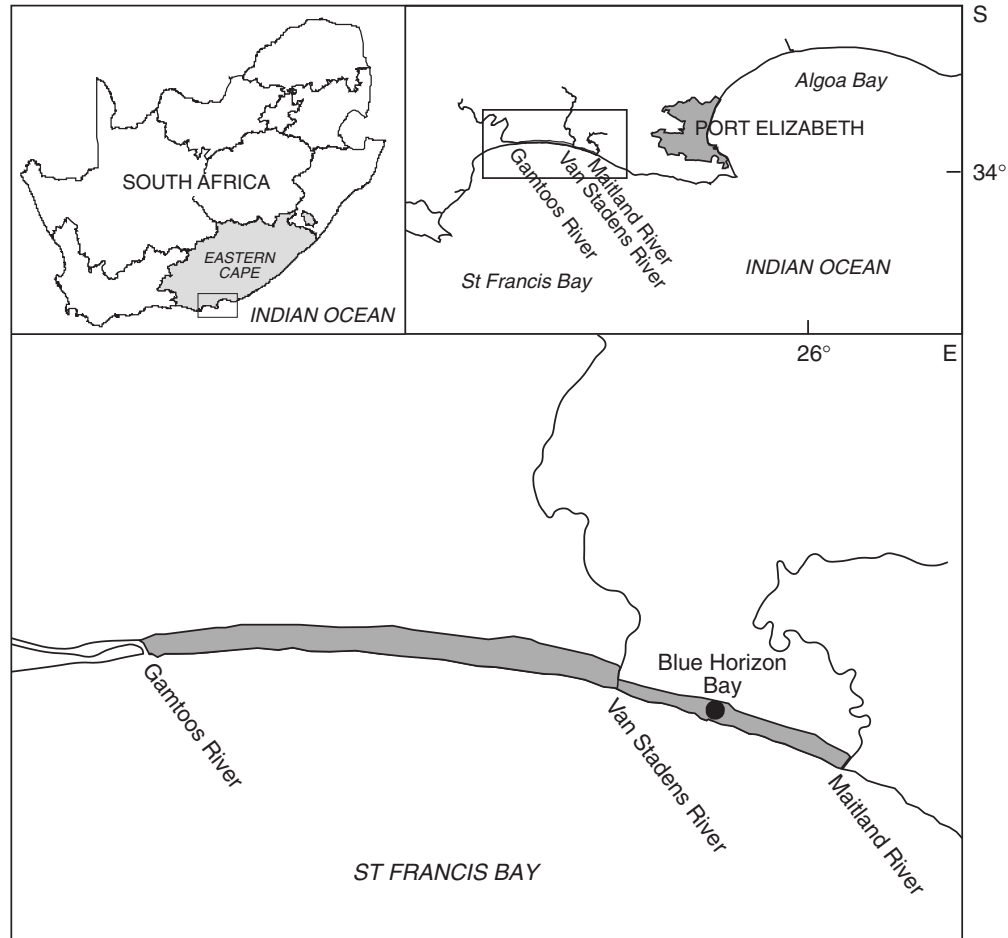 SOUTH AFRICA
EASTERN
CAPE
INDIAN OCEAN
S
Algoa Bay
PORT ELIZABETH
34°
Gamtoos River
Van Stadens River
Maitland River
St Francis Bay
INDIAN OCEAN
26°
E
Blue Horizon
Bay
Gamtoos River
Van Stadens River
Maitland River
ST FRANCIS BAY